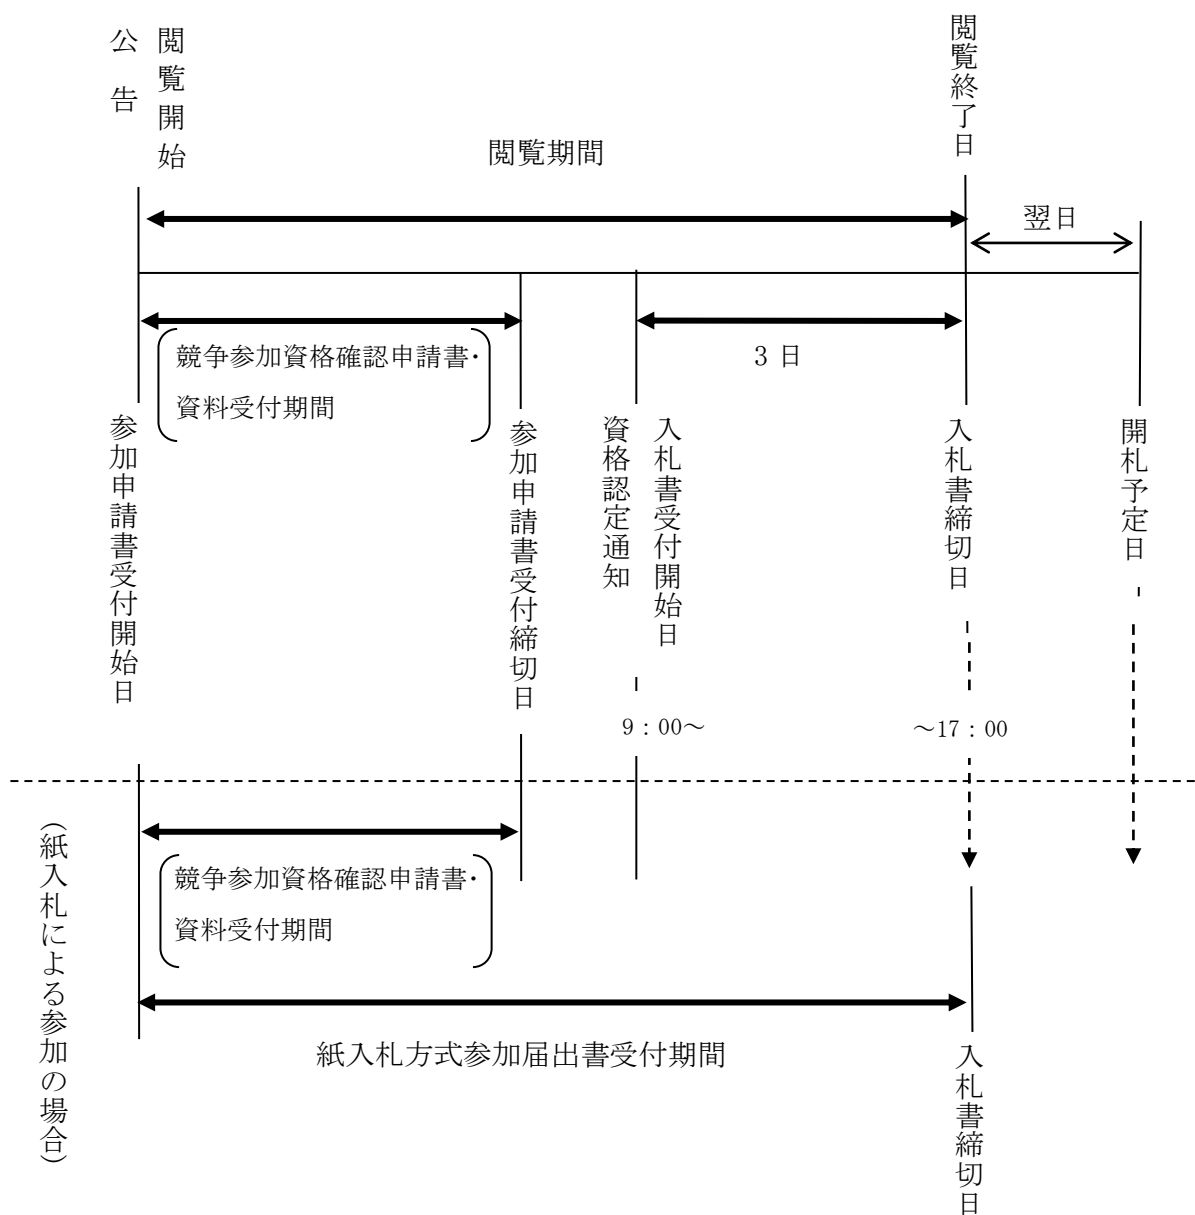 公告
閲覧開始
閲覧終了日
閲覧期間
翌日
競争参加資格確認申請書・
資料受付期間
3 日
参加申請書受付開始日
参加申請書受付締切日
資格認定通知
入札書受付開始日
入札書締切日
開札予定日
9：00～
～17：00
（紙入札による参加の場合）
競争参加資格確認申請書・
資料受付期間
紙入札方式参加届出書受付期間
入札書締切日